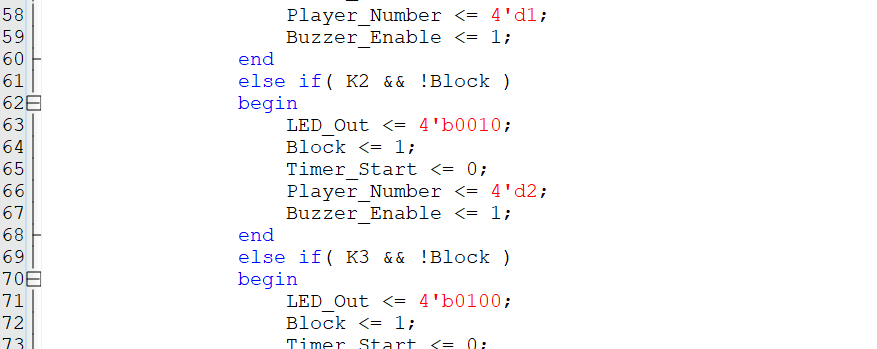 58 Player_Number <= 4'd1;
59 Buzzer_Enable <= 1;
60 end
61 else if( K2 && !Block )
62 begin
63 LED_Out <= 4'b0010;
64 Block <= 1;
65 Timer_Start <= 0;
66 Player_Number <= 4'd2;
67 Buzzer_Enable <= 1;
68 end
69 else if( K3 && !Block )
70 begin
71 LED_Out <= 4'b0100;
72 Block <= 1;
73 Timer_Start <= 0;